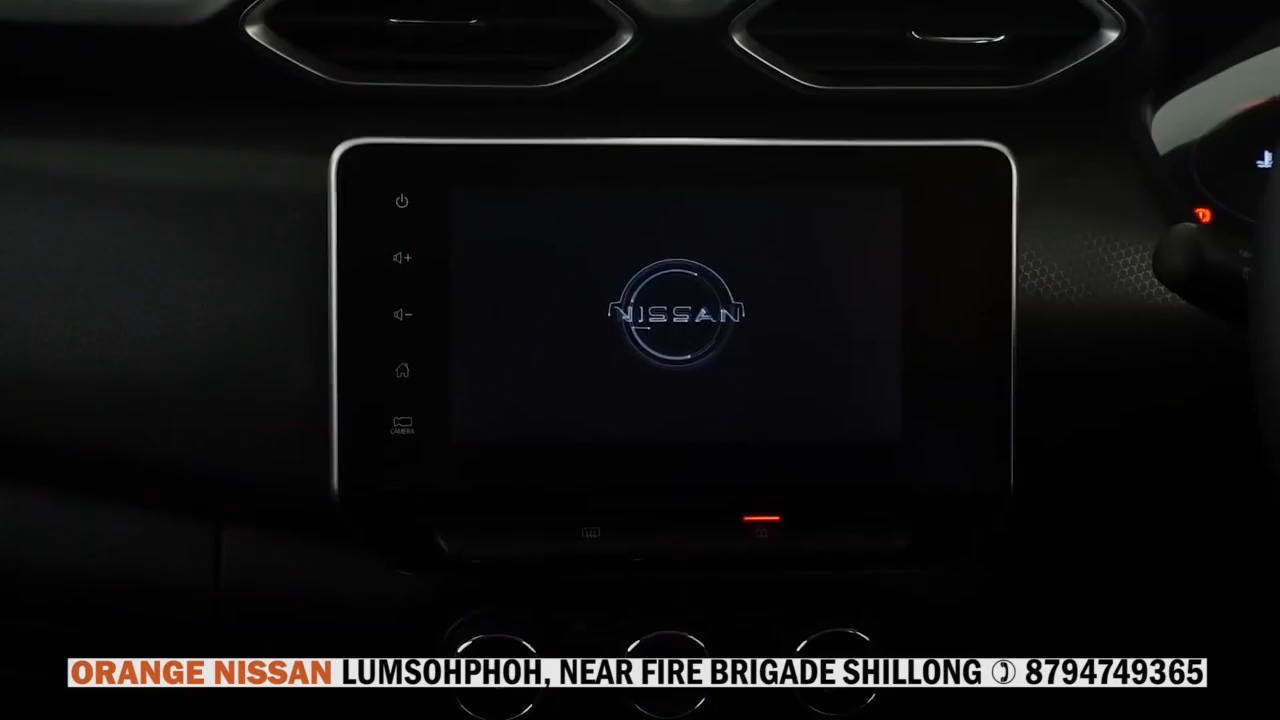 NISSAN
CAMERA
ORANGE NISSAN LUMSOHPHOH, NEAR FIRE BRIGADE SHILLONG ✆ 8794749365